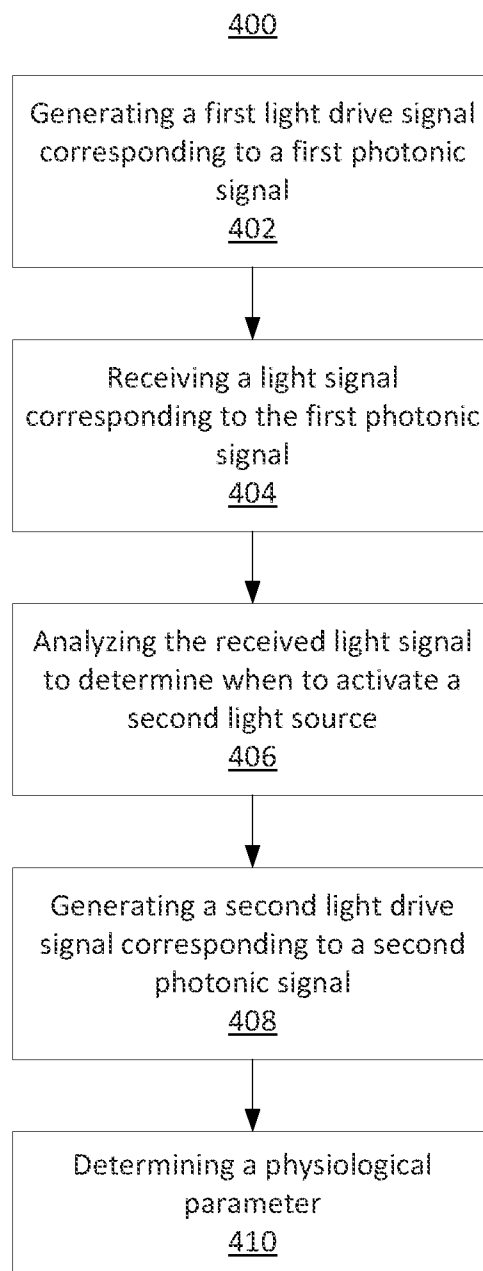 400
Generating a first light drive signal
corresponding to a first photonic
signal
402
Receiving a light signal
corresponding to the first photonic
signal
404
Analyzing the received light signal
to determine when to activate a
second light source
406
Generating a second light drive
signal corresponding to a second
photonic signal
408
Determining a physiological
parameter
410